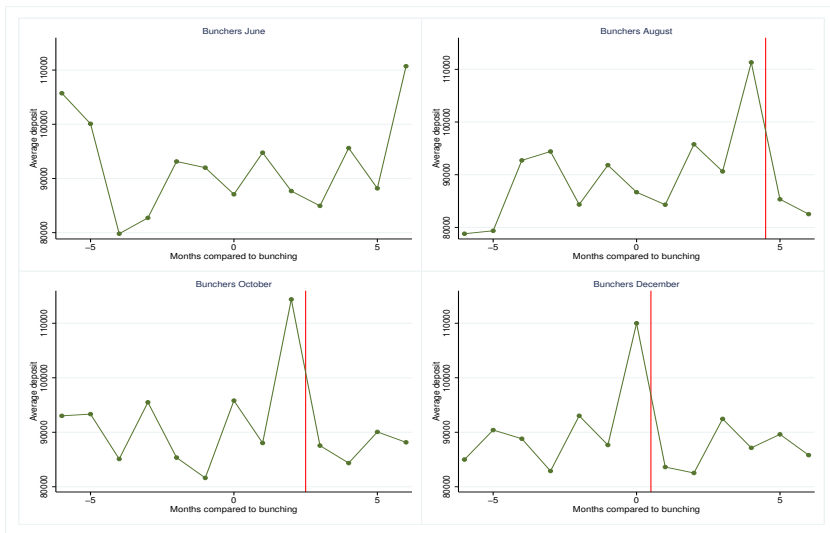 Bunchers June
Average deposit
110000
100000
90000
80000
−5
0
5
Months compared to bunching
Bunchers August
Average deposit
110000
100000
90000
80000
−5
0
5
Months compared to bunching
Bunchers October
Average deposit
110000
100000
90000
80000
−5
0
5
Months compared to bunching
Bunchers December
Average deposit
110000
100000
90000
80000
−5
0
5
Months compared to bunching